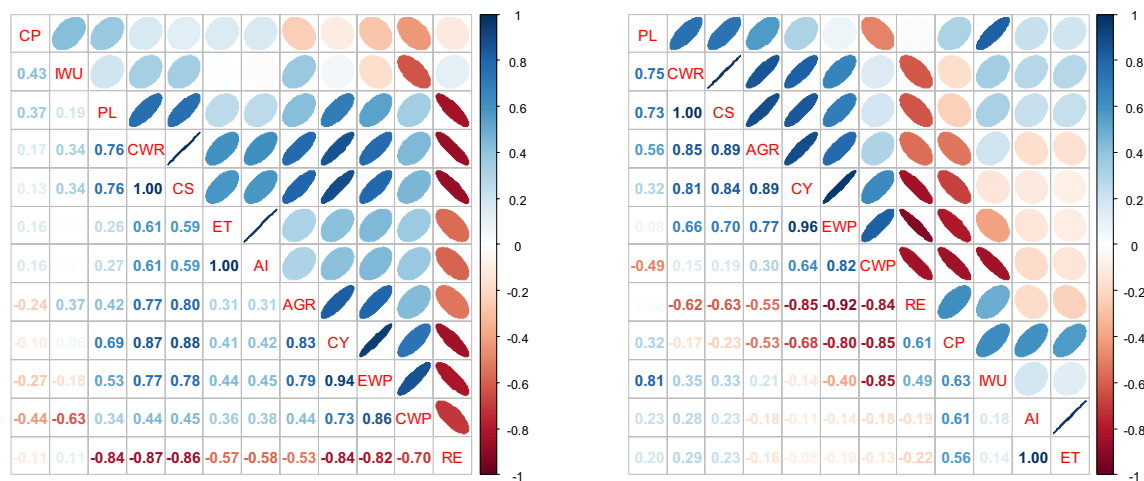 CP
0.43 IWU
0.37 0.19 PL
0.17 0.34 0.76 CWR
0.13 0.34 0.76 1.00 CS
0.16 0.26 0.61 0.59 ET
0.16 0.27 0.61 0.59 1.00 AI
-0.24 0.37 0.42 0.77 0.80 0.31 0.31 AGR
-0.10 0.06 0.69 0.87 0.88 0.41 0.42 0.83 CY
-0.27 -0.18 0.53 0.77 0.78 0.44 0.45 0.79 0.94 EWP
-0.44 -0.63 0.34 0.44 0.45 0.36 0.38 0.44 0.73 0.86 CWP
-0.11 0.11 -0.84 -0.87 -0.86 -0.57 -0.58 -0.53 -0.84 -0.82 -0.70 RE
1
0.8
0.6
0.4
0.2
0
-0.2
-0.4
-0.6
-0.8
-1
PL
0.75 CWR
0.73 1.00 CS
0.56 0.85 0.89 AGR
0.32 0.81 0.84 0.89 CY
0.08 0.66 0.70 0.77 0.96 EWP
-0.49 0.15 0.19 0.30 0.64 0.82 CWP
-0.62 -0.63 -0.55 -0.85 -0.92 -0.84 RE
0.32 -0.17 -0.23 -0.53 -0.68 -0.80 -0.85 0.61 CP
0.81 0.35 0.33 0.21 -0.14 -0.40 -0.85 0.49 0.63 IWU
0.23 0.28 0.23 -0.18 -0.11 -0.14 -0.18 -0.19 0.61 0.18 AI
0.20 0.29 0.23 -0.16 -0.08 -0.10 -0.13 -0.22 0.56 0.14 1.00 ET
1
0.8
0.6
0.4
0.2
0
-0.2
-0.4
-0.6
-0.8
-1